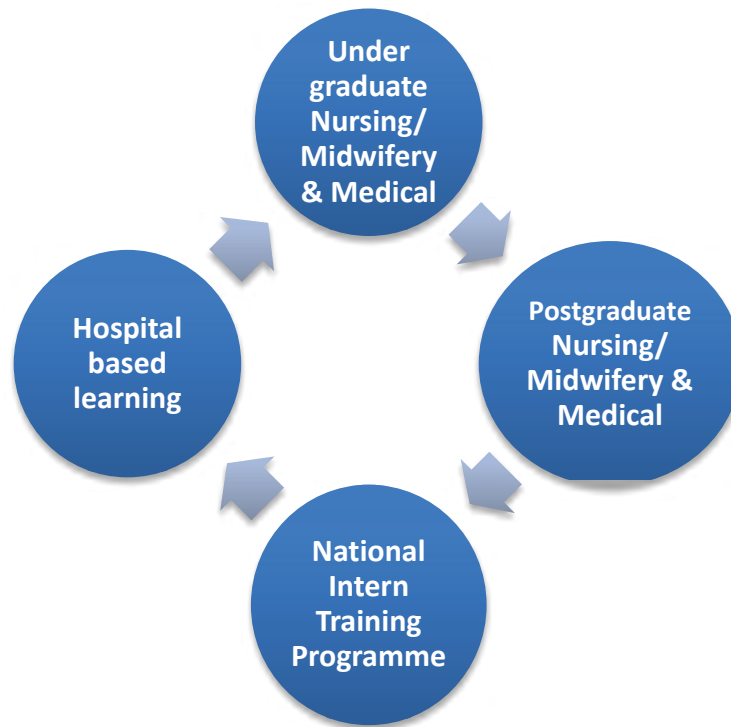 Under
graduate
Nursing/
Midwifery
& Medical
Postgraduate
Nursing/
Midwifery &
Medical
National
Intern
Training
Programme
Hospital
based
learning